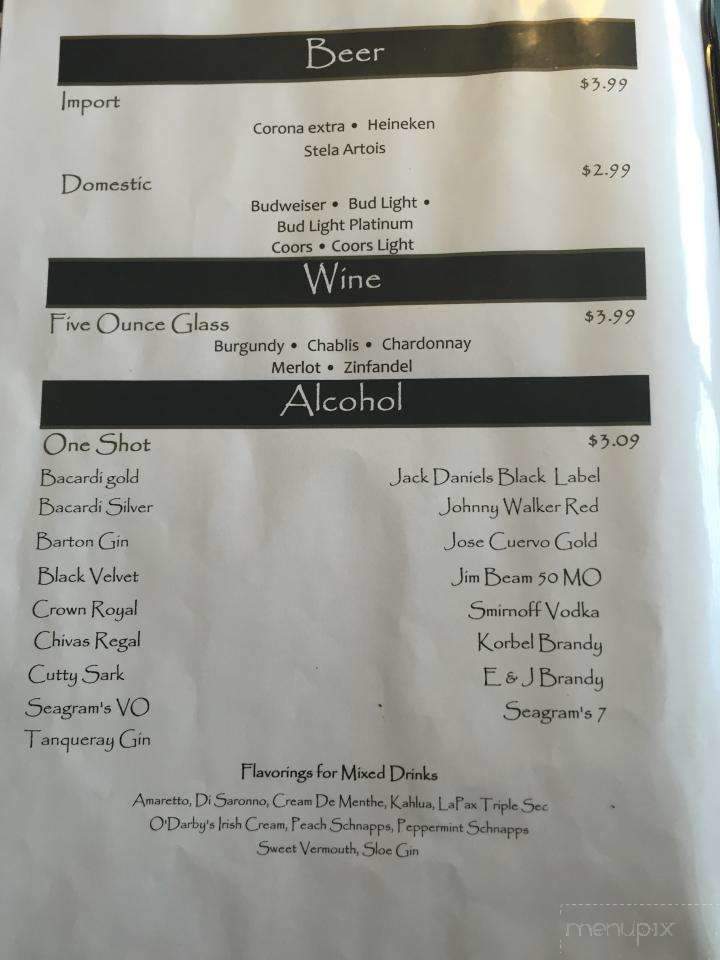 Beer
$3.99
Import
Corona extra • Heineken
Stela Artois
$2.99
Domestic
Budweiser • Bud Light •
Bud Light Platinum
Coors • Coors Light
Wine
Five Ounce Glass $3.99
Burgundy • Chablis • Chardonnay
Merlot • Zinfandel
Alcohol
One Shot $3.09
Bacardi gold Jack Daniels Black Label
Bacardi Silver Johnny Walker Red
Barton Gin Jose Cuervo Gold
Black Velvet Jim Beam 50 MO
Crown Royal Smirnoff Vodka
Chivas Regal Korbel Brandy
Cutty Sark E & J Brandy
Seagram's VO Seagram's 7
Tanqueray Gin
Flavorings for Mixed Drinks
Amaretto, Di Saronno, Cream De Menthe, Kahlua, LaPax Triple Sec
O'Darby's Irish Cream, Peach Schnapps, Peppermint Schnapps
Sweet Vermouth, Sloe Gin
menupix